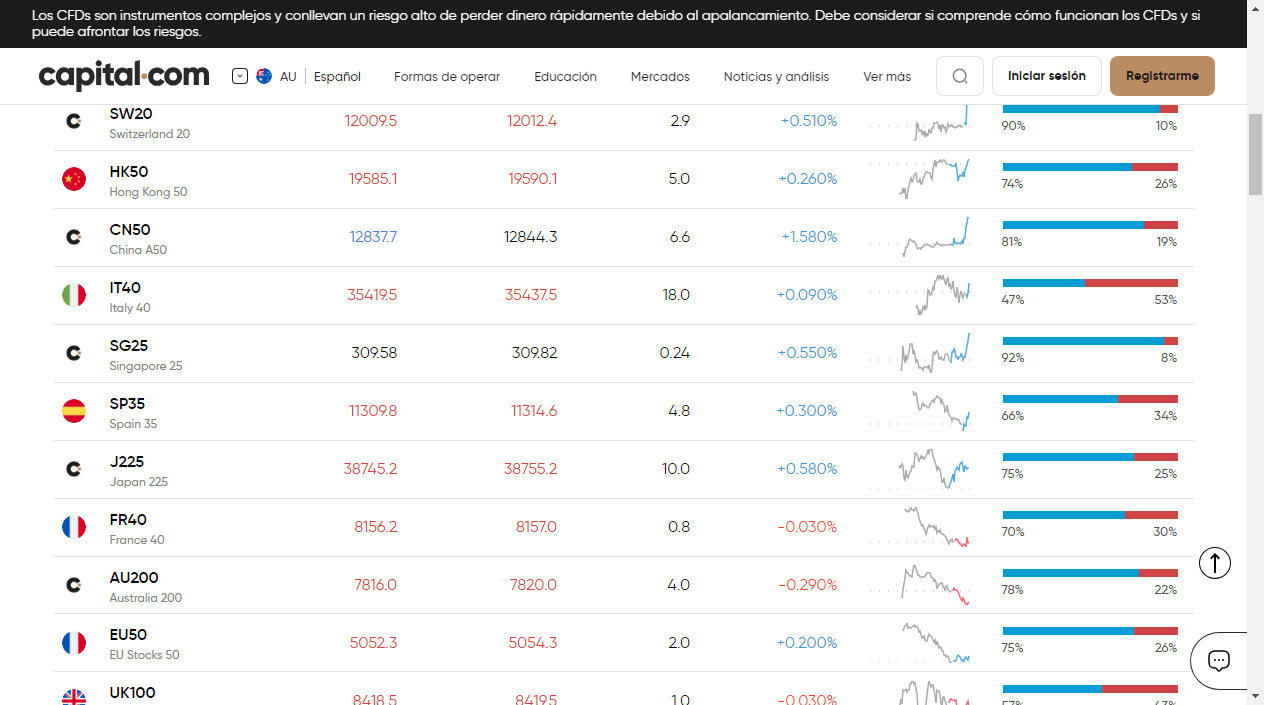 Los CFDs son instrumentos complejos y conllevan un riesgo alto de perder dinero rápidamente debido al apalancamiento. Debe considerar si comprende cómo funcionan los CFDs y si
puede afrontar los riesgos.
capital.com AU Español Formas de operar Educación Mercados Noticias y análisis Ver más Iniciar sesión Registrarme
SW20 12009.5 12012.4 2.9 +0.510% 90% 10%
Switzerland 20
HK50 19585.1 19590.1 5.0 +0.260% 74% 26%
Hong Kong 50
CN50 12837.7 12844.3 6.6 +1.580% 81% 19%
China A50
IT40 35419.5 35437.5 18.0 +0.090% 47% 53%
Italy 40
SG25 309.58 309.82 0.24 +0.550% 92% 8%
Singapore 25
SP35 11309.8 11314.6 4.8 +0.300% 66% 34%
Spain 35
J225 38745.2 38755.2 10.0 +0.580% 75% 25%
Japan 225
FR40 8156.2 8157.0 0.8 -0.030% 70% 30%
France 40
AU200 7816.0 7820.0 4.0 -0.290% 78% 22%
Australia 200
EU50 5052.3 5054.3 2.0 +0.200% 75% 26%
EU Stocks 50
UK100 8418.5 8419.5 1.0 -0.030% 57% 43%